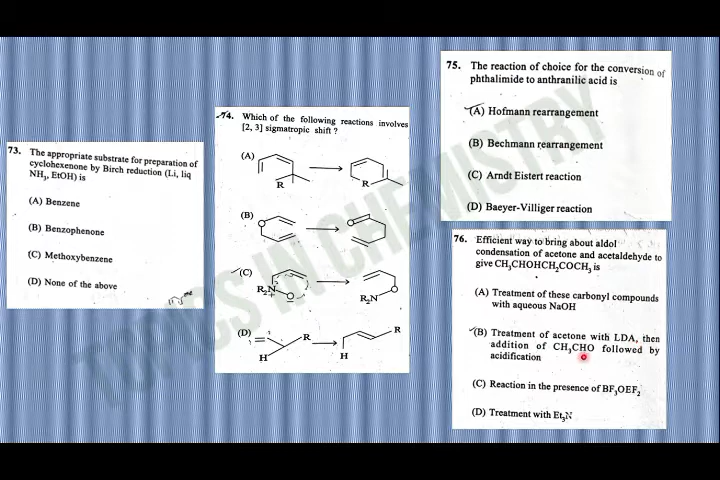 73. The appropriate substrate for preparation of
cyclohexenone by Birch reduction (Li, liq
NH3, EtOH) is
(A) Benzene
(B) Benzophenone
(C) Methoxybenzene
(D) None of the above
74. Which of the following reactions involves
[2, 3] sigmatropic shift ?
(A)
R
R
(B)
O
O
(C)
R2N
O
R2N
O
(D)
R
H
R
H
75. The reaction of choice for the conversion of
phthalimide to anthranilic acid is
(A) Hofmann rearrangement
(B) Bechmann rearrangement
(C) Arndt Eistert reaction
(D) Baeyer-Villiger reaction
76. Efficient way to bring about aldol
condensation of acetone and acetaldehyde to
give CH3CHOHCH2COCH3 is
(A) Treatment of these carbonyl compounds
with aqueous NaOH
(B) Treatment of acetone with LDA, then
addition of CH3CHO followed by
acidification
(C) Reaction in the presence of BF3OEF2
(D) Treatment with Et3N
TOPICS IN CHEMISTRY